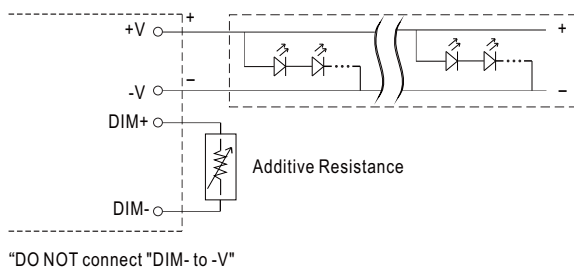 +
+V
+
−
-V
−
DIM+
Additive Resistance
DIM-
“DO NOT connect "DIM- to -V"